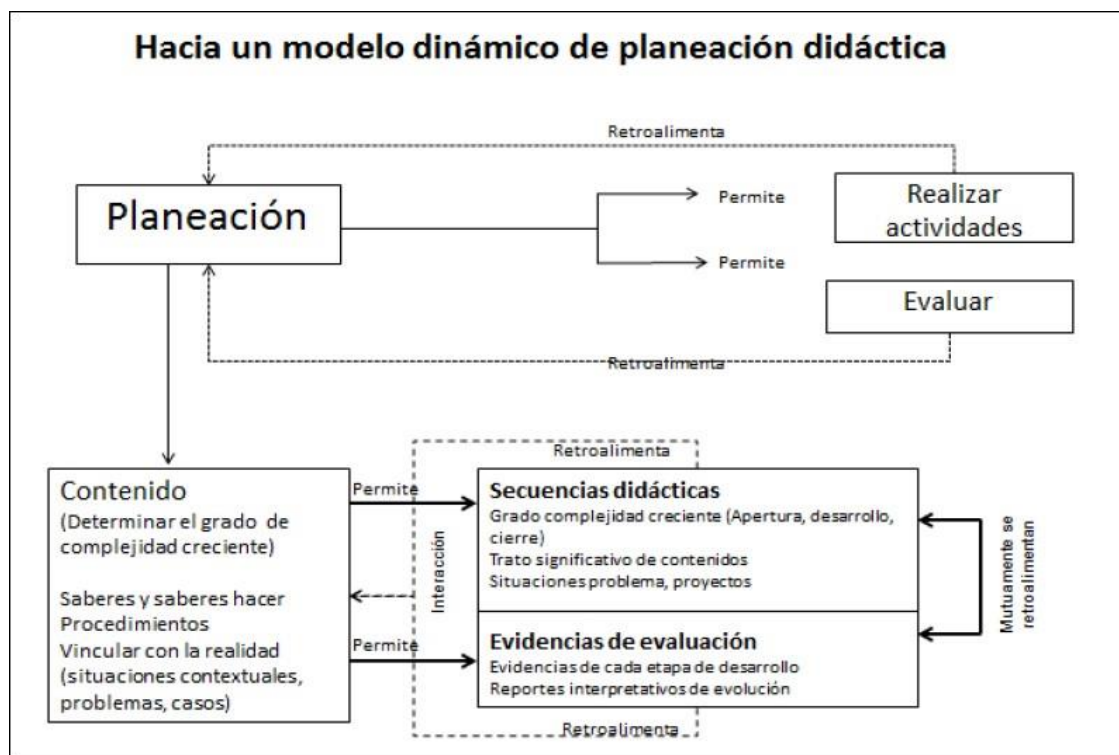 Hacia un modelo dinámico de planeación didáctica
Retroalimenta
Planeación
Permite
Permite
Realizar
actividades
Evaluar
Retroalimenta
Contenido
(Determinar el grado de
complejidad creciente)
Saberes y saberes hacer
Procedimientos
Vincular con la realidad
(situaciones contextuales,
problemas, casos)
Permite
Permite
Interacción
Retroalimenta
Secuencias didácticas
Grado complejidad creciente (Apertura, desarrollo,
cierre)
Trato significativo de contenidos
Situaciones problema, proyectos
Evidencias de evaluación
Evidencias de cada etapa de desarrollo
Reportes interpretativos de evolución
Retroalimenta
Mutuamente se
retroalimentan